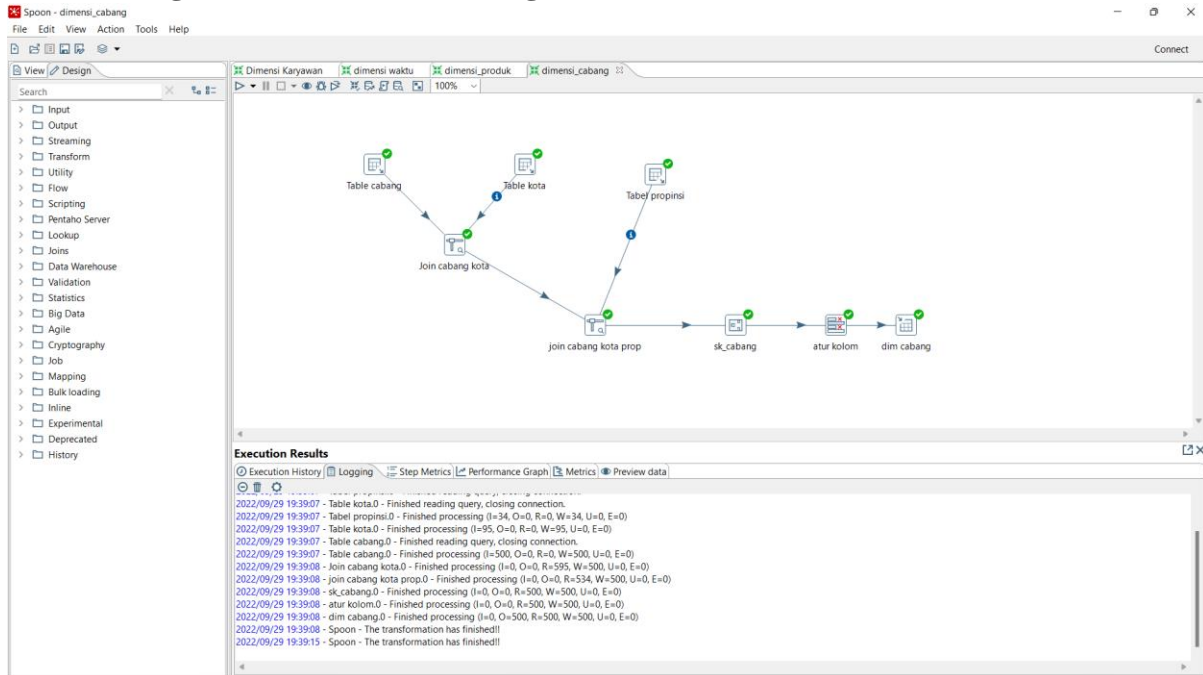 Spoon - dimensi_cabang
File Edit View Action Tools Help
Connect
View Design
Search
Input
Output
Streaming
Transform
Utility
Flow
Scripting
Pentaho Server
Lookup
Joins
Data Warehouse
Validation
Statistics
Big Data
Agile
Cryptography
Job
Mapping
Bulk loading
Inline
Experimental
Deprecated
History
Dimensi Karyawan dimensi waktu dimensi_produk dimensi_cabang
100%
Table cabang Table kota Tabel propinsi
Join cabang kota
join cabang kota prop sk_cabang atur kolom dim cabang
Execution Results
Execution History Logging Step Metrics Performance Graph Metrics Preview data
2022/09/29 19:39:07 - Table kota.0 - Finished reading query, closing connection.
2022/09/29 19:39:07 - Tabel propinsi.0 - Finished processing (I=34, O=0, R=0, W=34, U=0, E=0)
2022/09/29 19:39:07 - Table kota.0 - Finished processing (I=95, O=0, R=0, W=95, U=0, E=0)
2022/09/29 19:39:07 - Table cabang.0 - Finished reading query, closing connection.
2022/09/29 19:39:07 - Table cabang.0 - Finished processing (I=500, O=0, R=0, W=500, U=0, E=0)
2022/09/29 19:39:08 - Join cabang kota.0 - Finished processing (I=0, O=0, R=595, W=500, U=0, E=0)
2022/09/29 19:39:08 - join cabang kota prop.0 - Finished processing (I=0, O=0, R=534, W=500, U=0, E=0)
2022/09/29 19:39:08 - sk_cabang.0 - Finished processing (I=0, O=0, R=500, W=500, U=0, E=0)
2022/09/29 19:39:08 - atur kolom.0 - Finished processing (I=0, O=0, R=500, W=500, U=0, E=0)
2022/09/29 19:39:08 - dim cabang.0 - Finished processing (I=0, O=500, R=500, W=500, U=0, E=0)
2022/09/29 19:39:08 - Spoon - The transformation has finished!!
2022/09/29 19:39:15 - Spoon - The transformation has finished!!